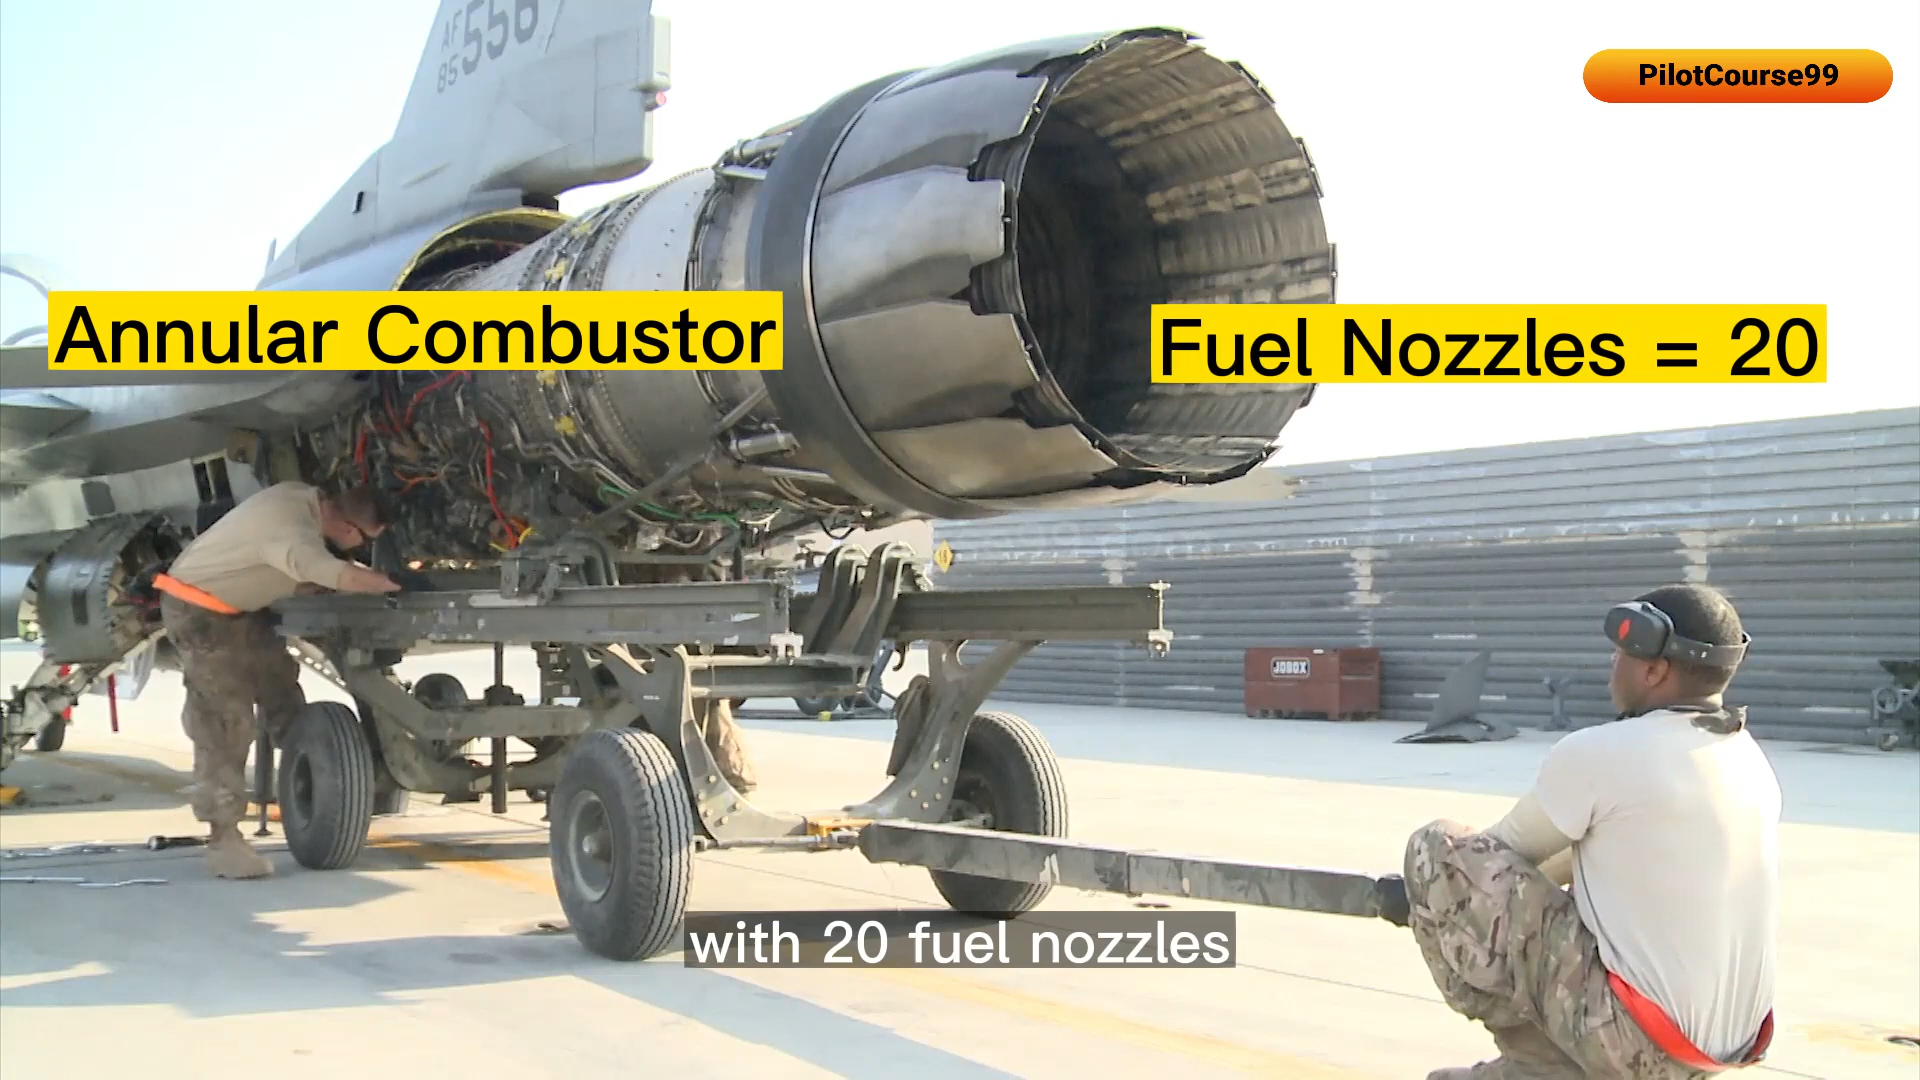 AF
85 556
PilotCourse99
Annular Combustor
Fuel Nozzles = 20
JOBOX
with 20 fuel nozzles